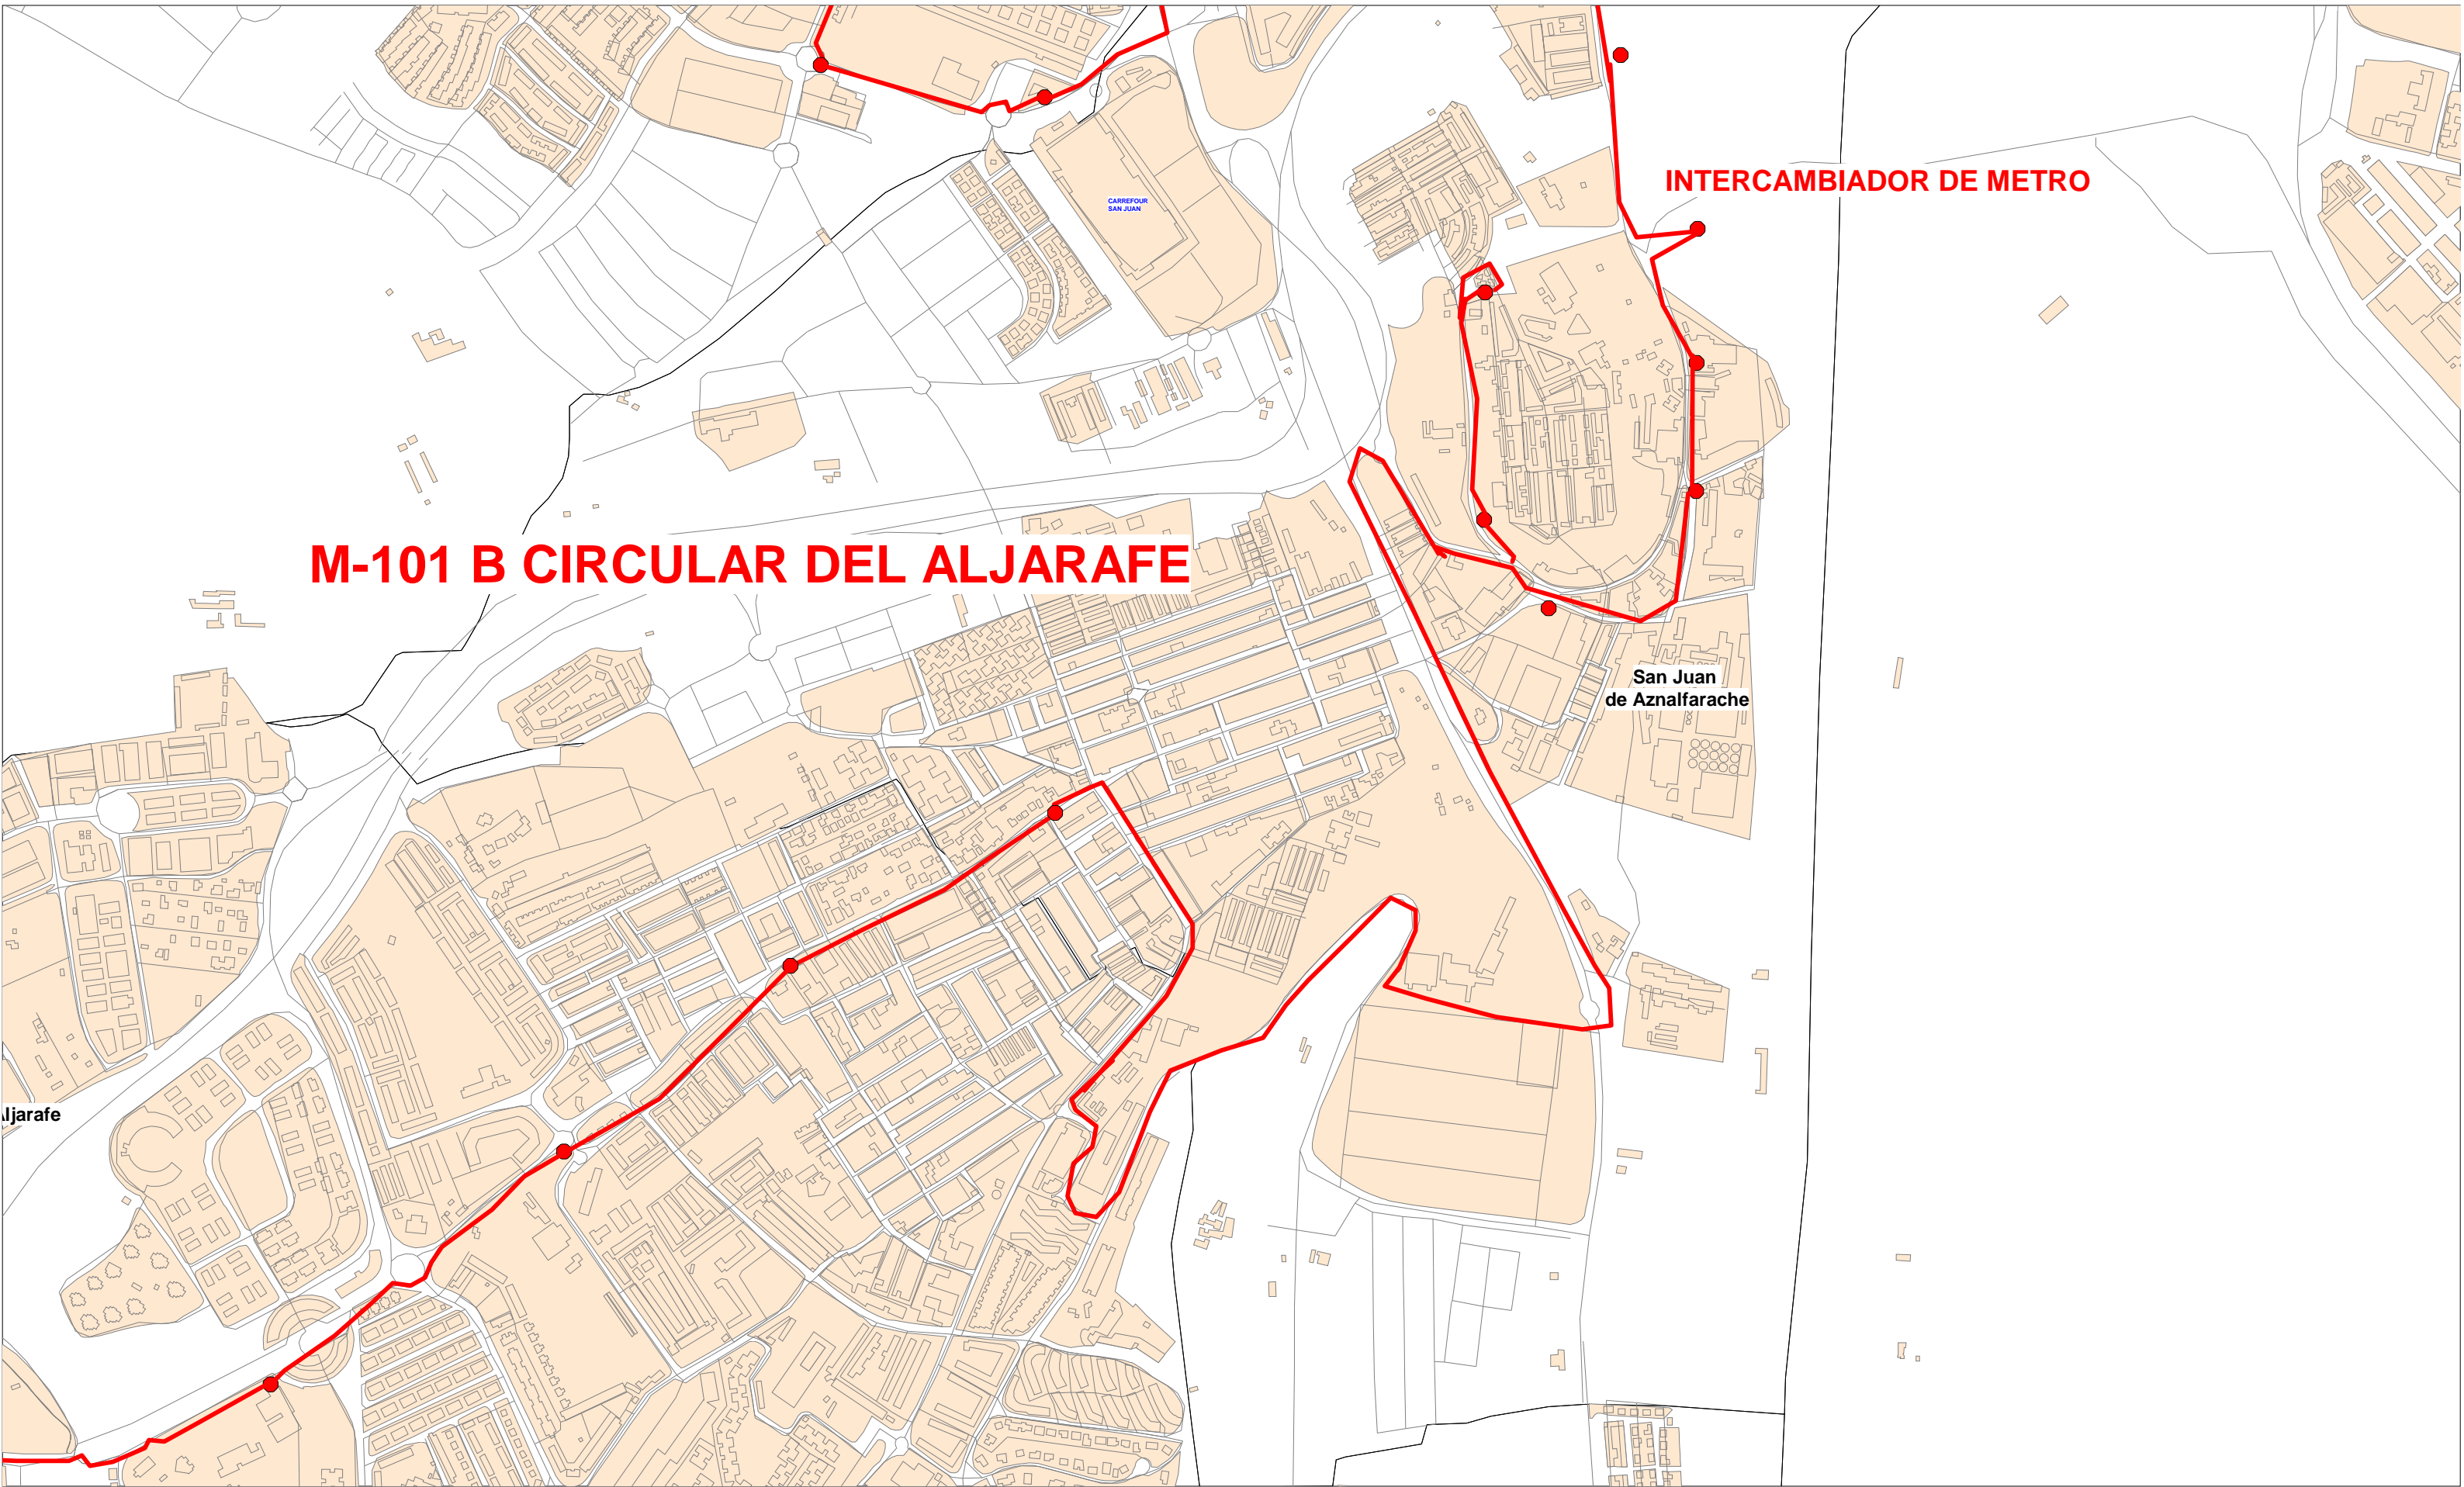 INTERCAMBIADOR DE METRO
CARREFOUR
SAN JUAN
M-101 B CIRCULAR DEL ALJARAFE
San Juan
de Aznalfarache
ljarafe